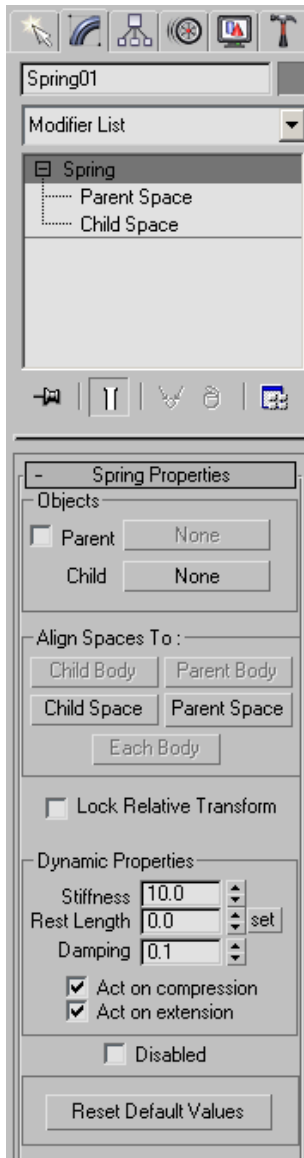 Spring01
Modifier List
Spring
Parent Space
Child Space
- Spring Properties
Objects
Parent None
Child None
Align Spaces To :
Child Body Parent Body
Child Space Parent Space
Each Body
Lock Relative Transform
Dynamic Properties
Stiffness 10.0
Rest Length 0.0 set
Damping 0.1
Act on compression
Act on extension
Disabled
Reset Default Values